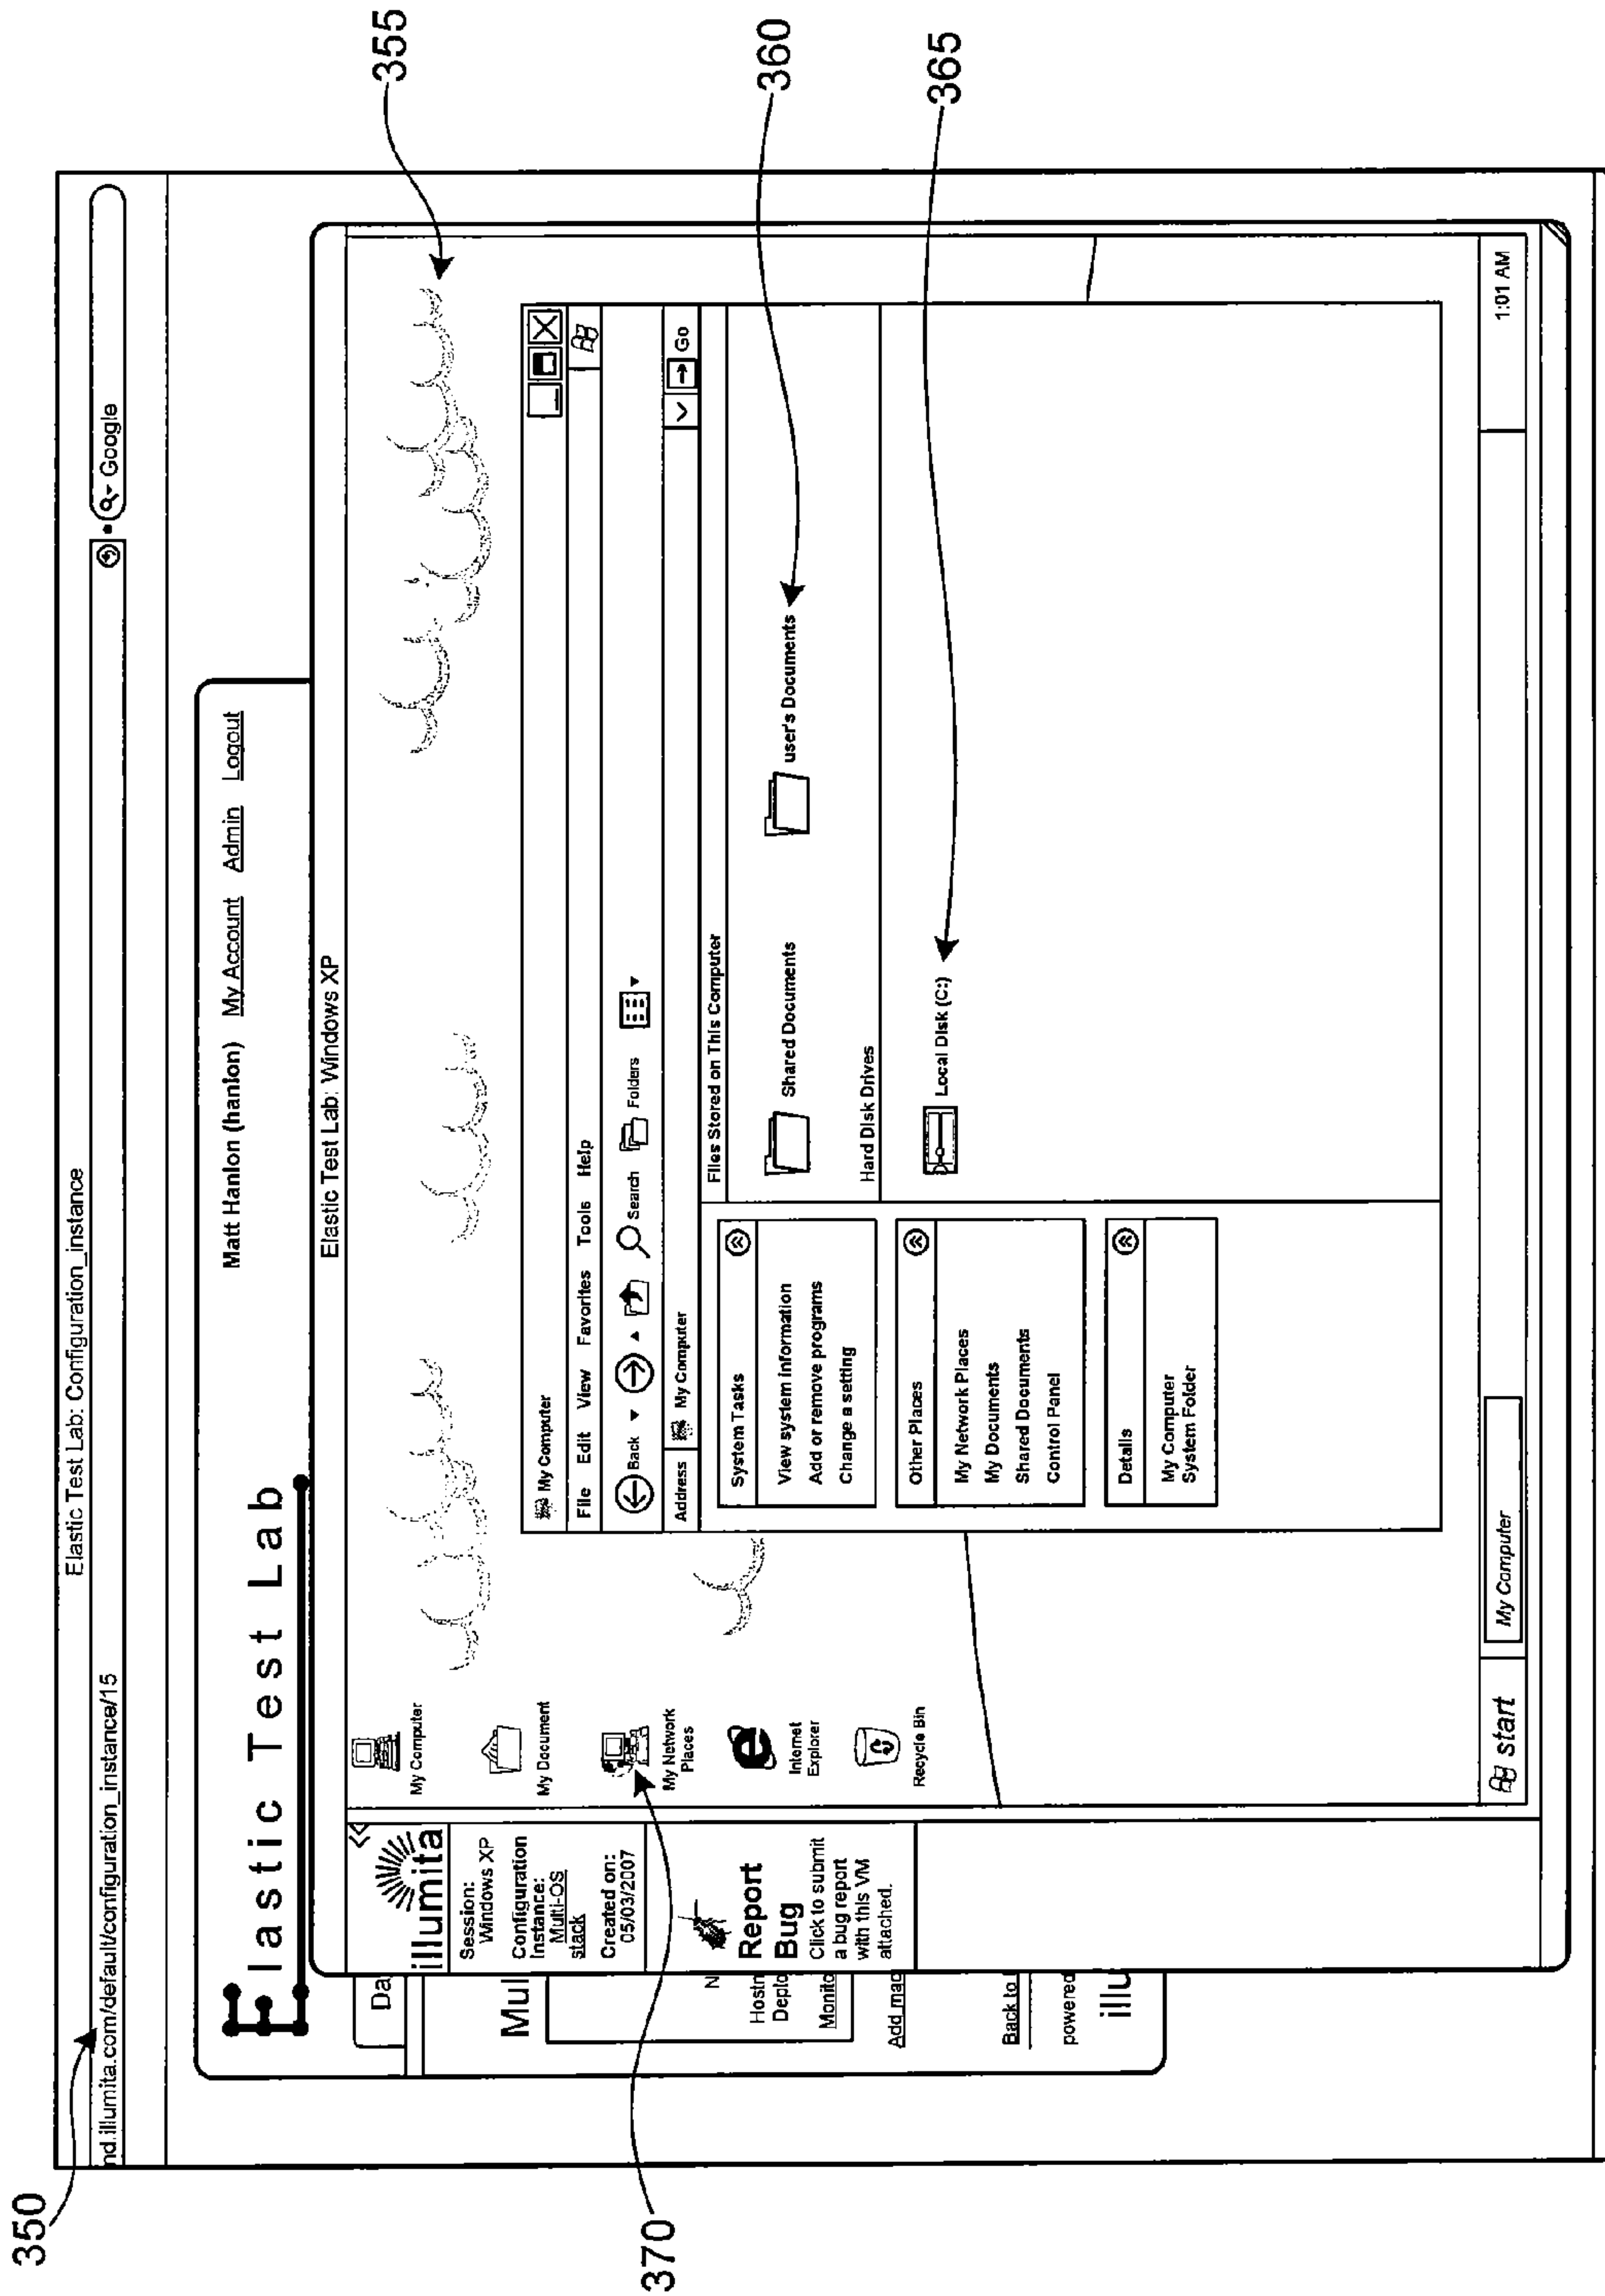 350
355
360
365
370
Elastic Test Lab: Configuration_instance
nd.illumita.com/default/configuration_instance/15
Google
Elastic Test Lab
Matt Hanlon (hanlon) My Account Admin Logout
Da
Mul
N
Hostn
Deplo
Monito
Add mac
Back to
powered
illu
Elastic Test Lab: Windows XP
illumita
Session:
Windows XP
Configuration
Instance:
Multi-OS
stack
Created on:
05/03/2007
Report
Bug
Click to submit
a bug report
with this VM
attached.
My Computer
My Document
My Network
Places
Internet
Explorer
Recycle Bin
My Computer
File Edit View Favorites Tools Help
Back Search Folders
Address My Computer Go
System Tasks
View system information
Add or remove programs
Change a setting
Other Places
My Network Places
My Documents
Shared Documents
Control Panel
Details
My Computer
System Folder
Files Stored on This Computer
Shared Documents user's Documents
Hard Disk Drives
Local Disk (C:)
start My Computer 1:01 AM